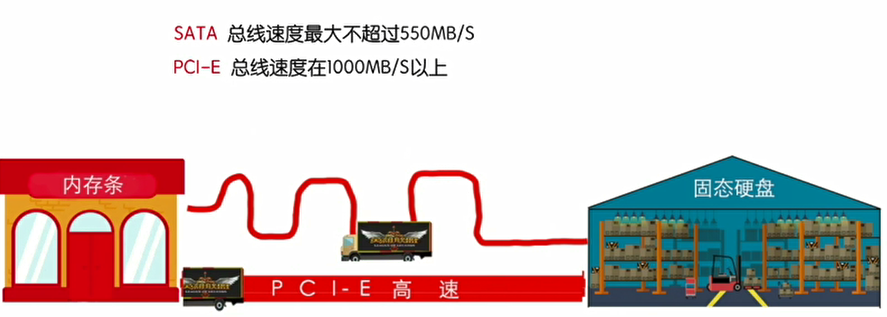 SATA 总线速度最大不超过550MB/S
PCI-E 总线速度在1000MB/S以上
内存条
固态硬盘
PCI-E 高速